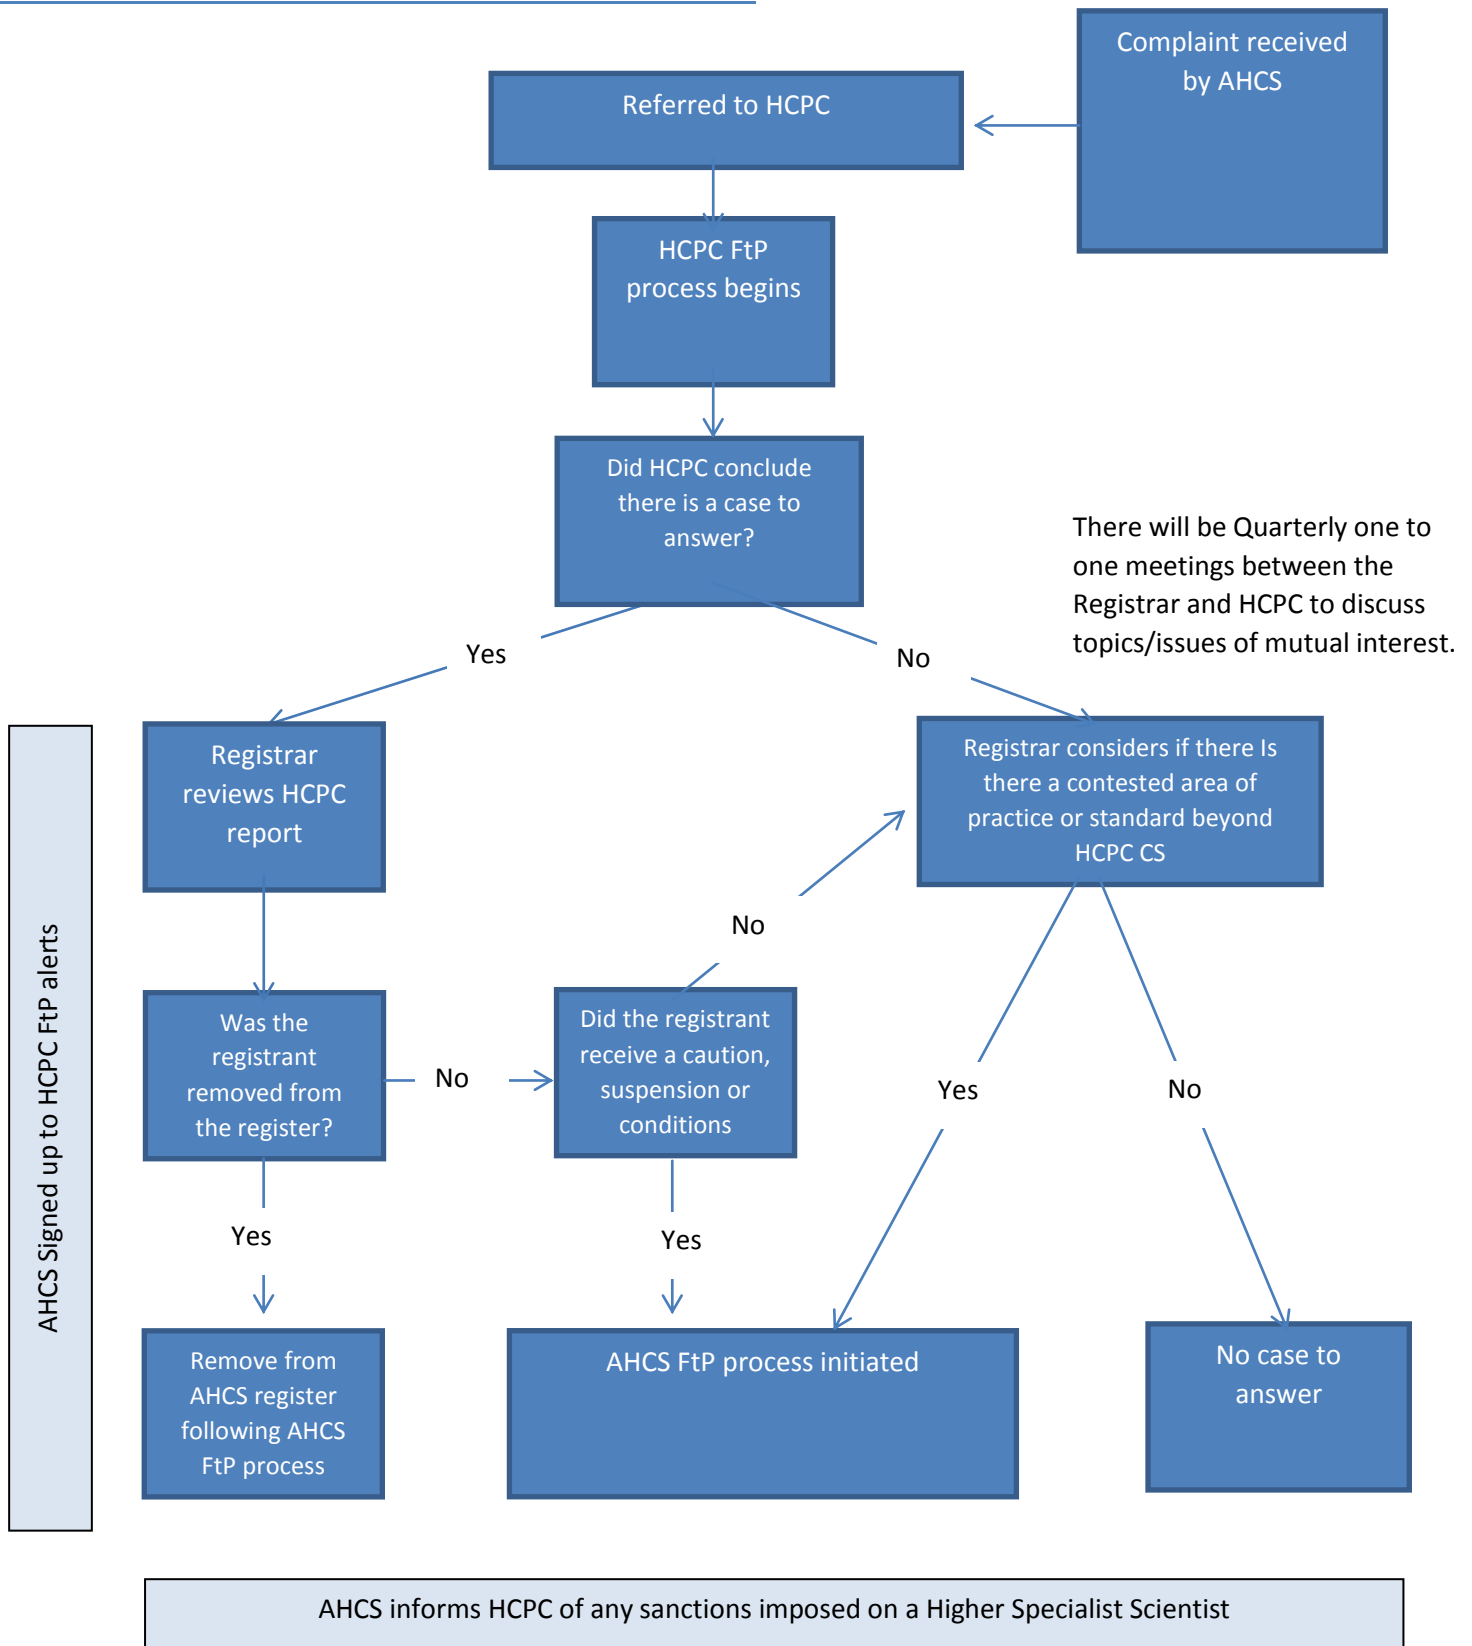 Complaint received
by AHCS
Referred to HCPC
HCPC FtP
process begins
Did HCPC conclude
there is a case to
answer?
There will be Quarterly one to
one meetings between the
Registrar and HCPC to discuss
topics/issues of mutual interest.
Yes
No
Registrar
reviews HCPC
report
Registrar considers if there Is
there a contested area of
practice or standard beyond
HCPC CS
No
AHCS Signed up to HCPC FtP alerts
Was the
registrant
removed from
the register?
No
Did the registrant
receive a caution,
suspension or
conditions
Yes
No
Yes
Yes
Remove from
AHCS register
following AHCS
FtP process
AHCS FtP process initiated
No case to
answer
AHCS informs HCPC of any sanctions imposed on a Higher Specialist Scientist